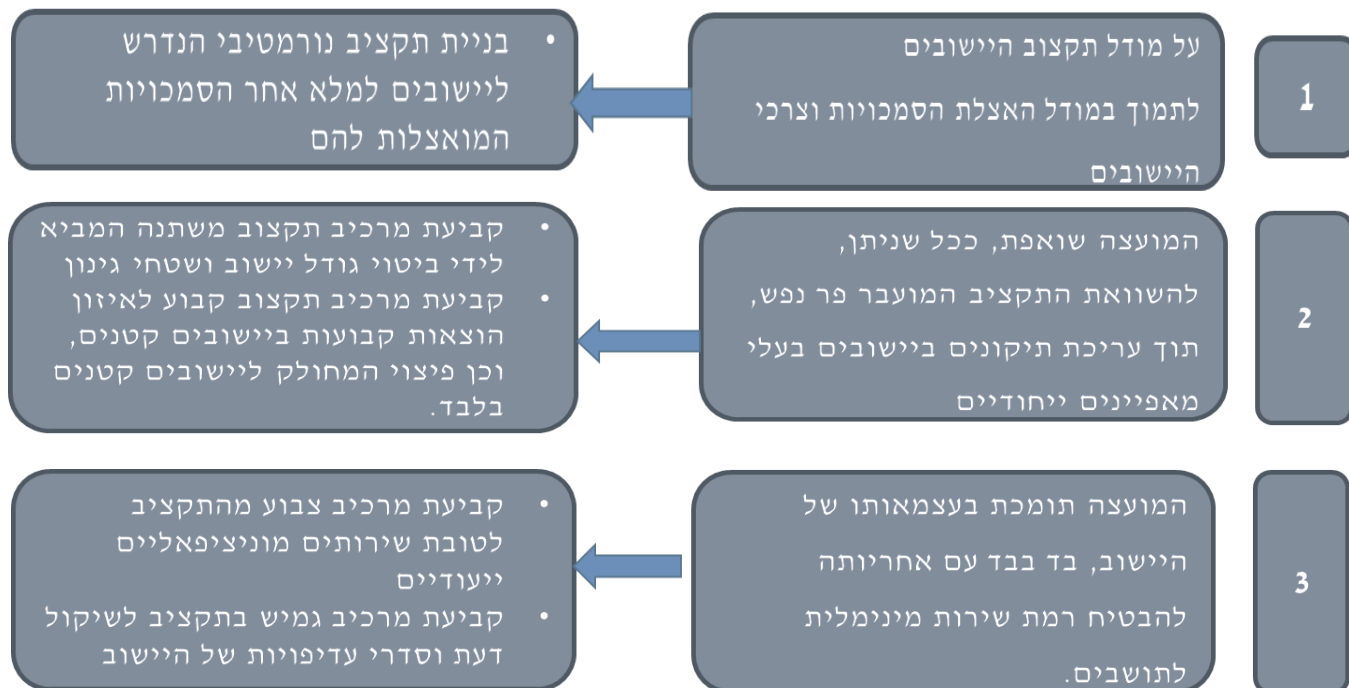 1
על מודל תקצוב היישובים
לתמוך במודל האצלת הסמכויות וצרכי
היישובים
• בניית תקציב נורמטיבי הנדרש
ליישובים למלא אחר הסמכויות
המואצלות להם
2
המועצה שואפת, ככל שניתן,
להשוואת התקציב המועבר פר נפש,
תוך עריכת תיקונים ביישובים בעלי
מאפיינים ייחודיים
• קביעת מרכיב תקצוב משתנה המביא
לידי ביטוי גודל יישוב ושטחי גינון
• קביעת מרכיב תקצוב קבוע לאיזון
הוצאות קבועות ביישובים קטנים,
וכן פיצוי המחולק ליישובים קטנים
בלבד.
3
המועצה תומכת בעצמאותו של
היישוב, בד בבד עם אחריותה
להבטיח רמת שירות מינימלית
לתושבים.
• קביעת מרכיב צבוע מהתקציב
לטובת שירותים מוניציפאליים
ייעודיים
• קביעת מרכיב גמיש בתקציב לשיקול
דעת וסדרי עדיפויות של היישוב